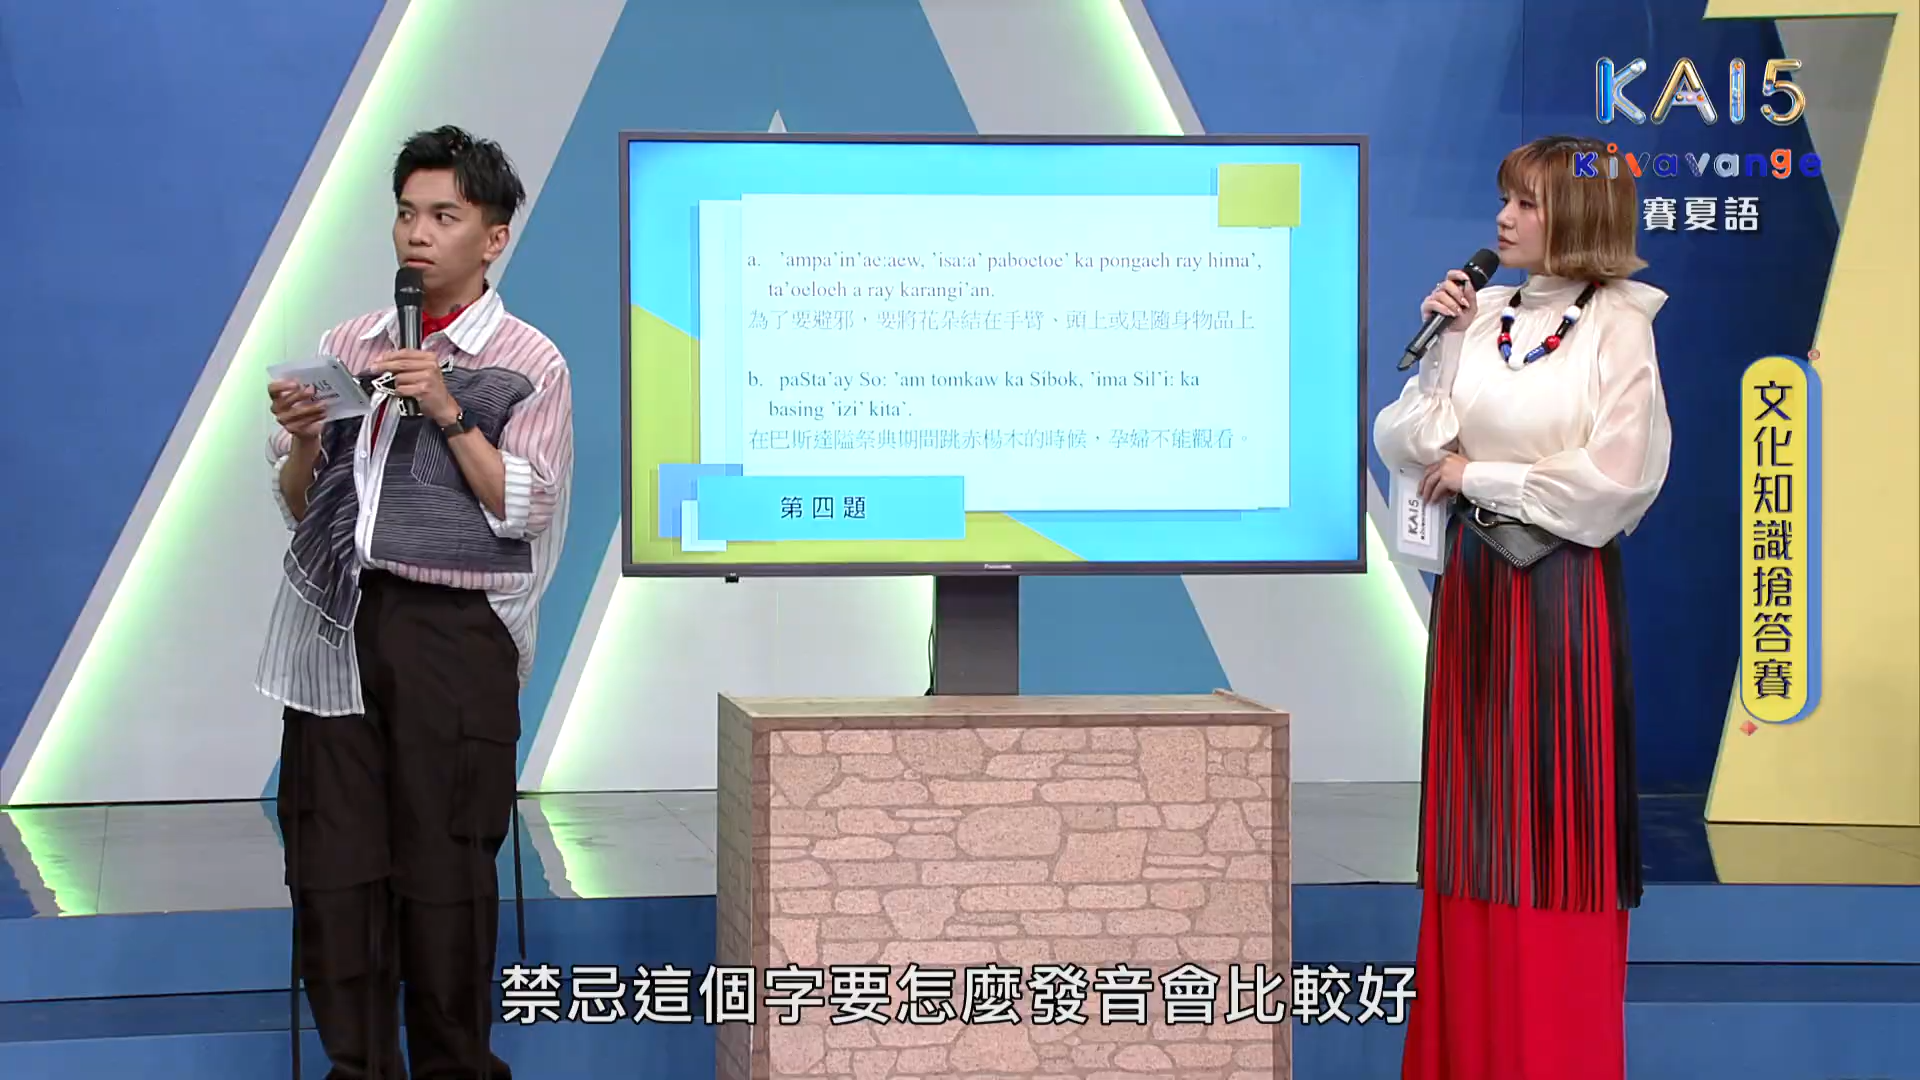 KAI5
kivavange
賽夏語
a. ’ampa’in’ae:aew, ’isa:a’ paboetoe’ ka pongaeh ray hima’,
ta’oeloeh a ray karangi’an.
為了要避邪，要將花朵結在手臂、頭上或是隨身物品上
b. paSta’ay So: ’am tomkaw ka Sibok, ’ima Sil’i: ka
basing ’izi’ kita`.
在巴斯達隘祭典期間跳赤楊木的時候，孕婦不能觀看。
第四題
文化知識搶答賽
KAI5
KAI5
禁忌這個字要怎麼發音會比較好